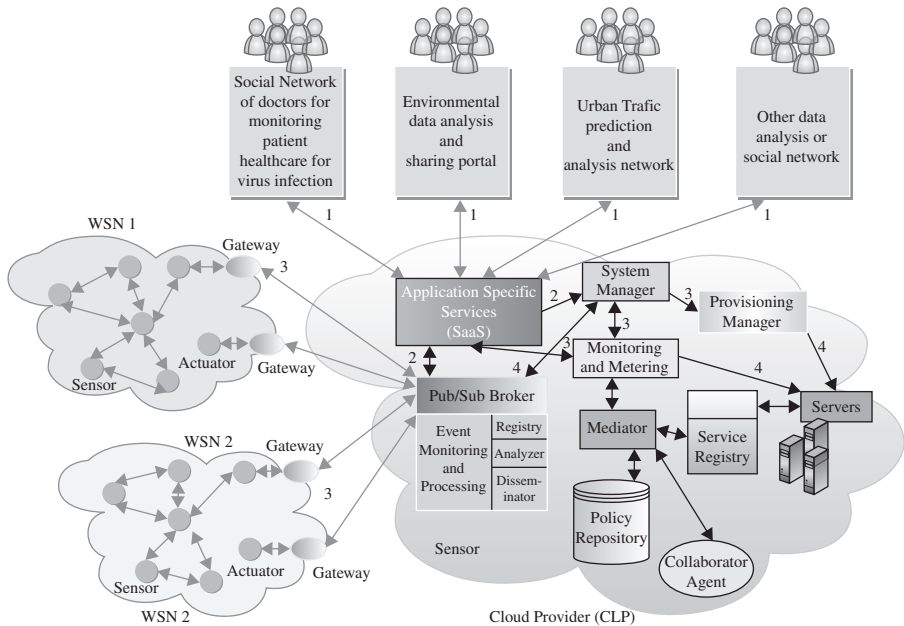 Social Network
of doctors for
monitoring
patient
healthcare for
virus infection
Environmental
data analysis
and
sharing portal
Urban Trafic
prediction
and
analysis network
Other data
analysis or
social network
1
1
1
1
WSN 1
Gateway
3
Actuator
Sensor
Gateway
Application Specific
Services
(SaaS)
2
System
Manager
3
Provisioning
Manager
3
3
4
2
4
Monitoring
and Metering
4
Pub/Sub Broker
Event
Monitoring
and
Processing
Registry
Analyzer
Dissem-
inator
Mediator
Service
Registry
Servers
WSN 2
Gateway
3
Actuator
Sensor
Gateway
WSN 2
Policy
Repository
Sensor
Collaborator
Agent
Cloud Provider (CLP)